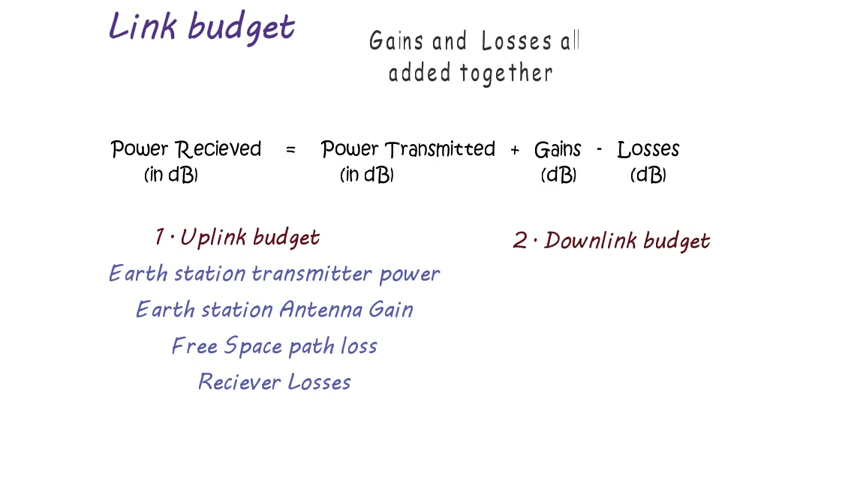 Link budget
Gains and Losses all
added together
Power Recieved = Power Transmitted + Gains - Losses
(in dB) (in dB) (dB) (dB)
1. Uplink budget
2. Downlink budget
Earth station transmitter power
Earth station Antenna Gain
Free Space path loss
Reciever Losses